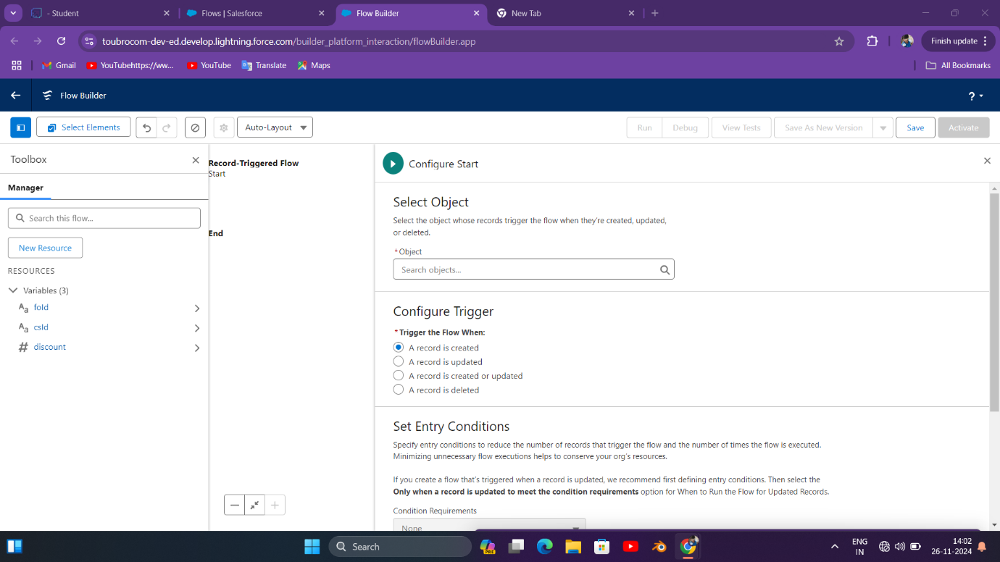 - Student
Flows | Salesforce
Flow Builder
New Tab
toubrocom-dev-ed.develop.lightning.force.com/builder_platform_interaction/flowBuilder.app
Finish update
Gmail
YouTubehttps://ww...
YouTube
Translate
Maps
All Bookmarks
Flow Builder
?
Select Elements
Auto-Layout
Run
Debug
View Tests
Save As New Version
Save
Activate
Toolbox
Manager
Search this flow...
New Resource
RESOURCES
Variables (3)
Aa foId
Aa csId
# discount
Record-Triggered Flow
Start
End
Configure Start
Select Object
Select the object whose records trigger the flow when they're created, updated,
or deleted.
*Object
Search objects...
Configure Trigger
*Trigger the Flow When:
A record is created
A record is updated
A record is created or updated
A record is deleted
Set Entry Conditions
Specify entry conditions to reduce the number of records that trigger the flow and the number of times the flow is executed.
Minimizing unnecessary flow executions helps to conserve your org's resources.
If you create a flow that's triggered when a record is updated, we recommend first defining entry conditions. Then select the
Only when a record is updated to meet the condition requirements option for When to Run the Flow for Updated Records.
Condition Requirements
None
Search
PRE
ENG
IN
14:02
26-11-2024